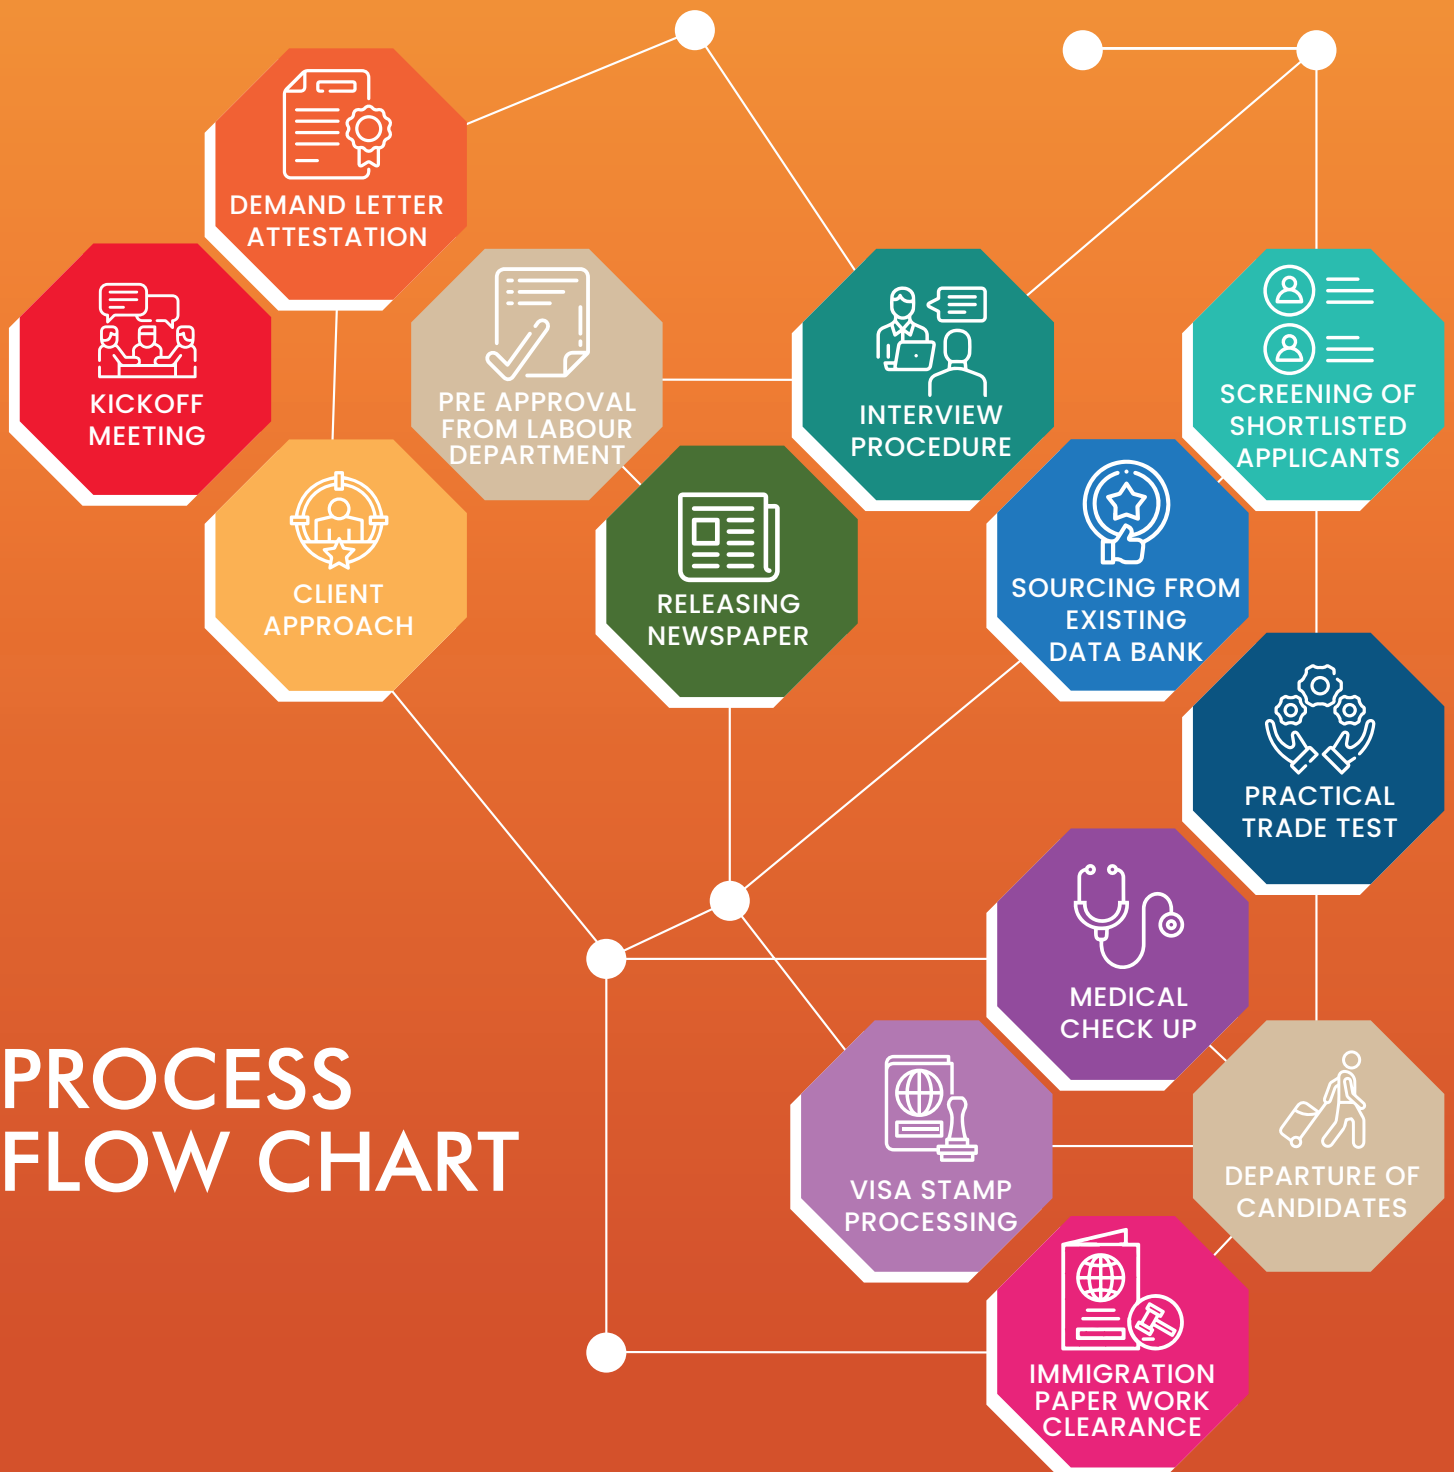 DEMAND LETTER
ATTESTATION
KICKOFF
MEETING
PRE APPROVAL
FROM LABOUR
DEPARTMENT
INTERVIEW
PROCEDURE
SCREENING OF
SHORTLISTED
APPLICANTS
CLIENT
APPROACH
RELEASING
NEWSPAPER
SOURCING FROM
EXISTING
DATA BANK
PRACTICAL
TRADE TEST
MEDICAL
CHECK UP
PROCESS
FLOW CHART
VISA STAMP
PROCESSING
DEPARTURE OF
CANDIDATES
IMMIGRATION
PAPER WORK
CLEARANCE